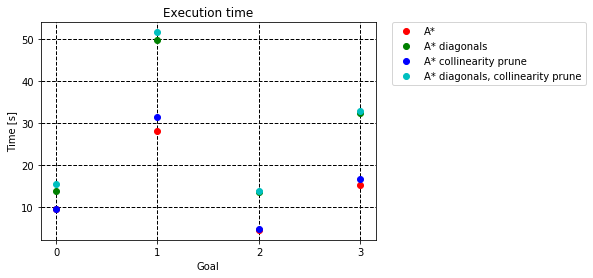 Execution time
A*
A* diagonals
A* collinearity prune
A* diagonals, collinearity prune
50
40
30
20
10
Time [s]
0 1 2 3
Goal